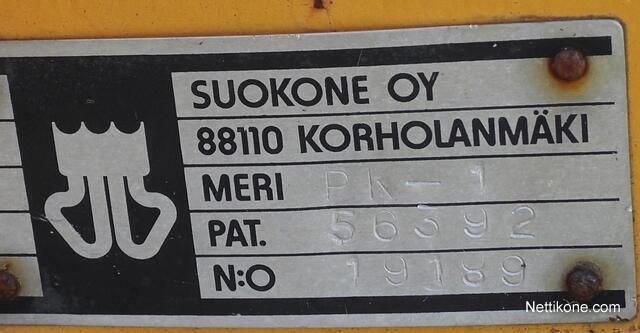 SUOKONE OY
88110 KORHOLANMÄKI
MERI PK-1
PAT. 56392
N:O 19189
Nettikone.com